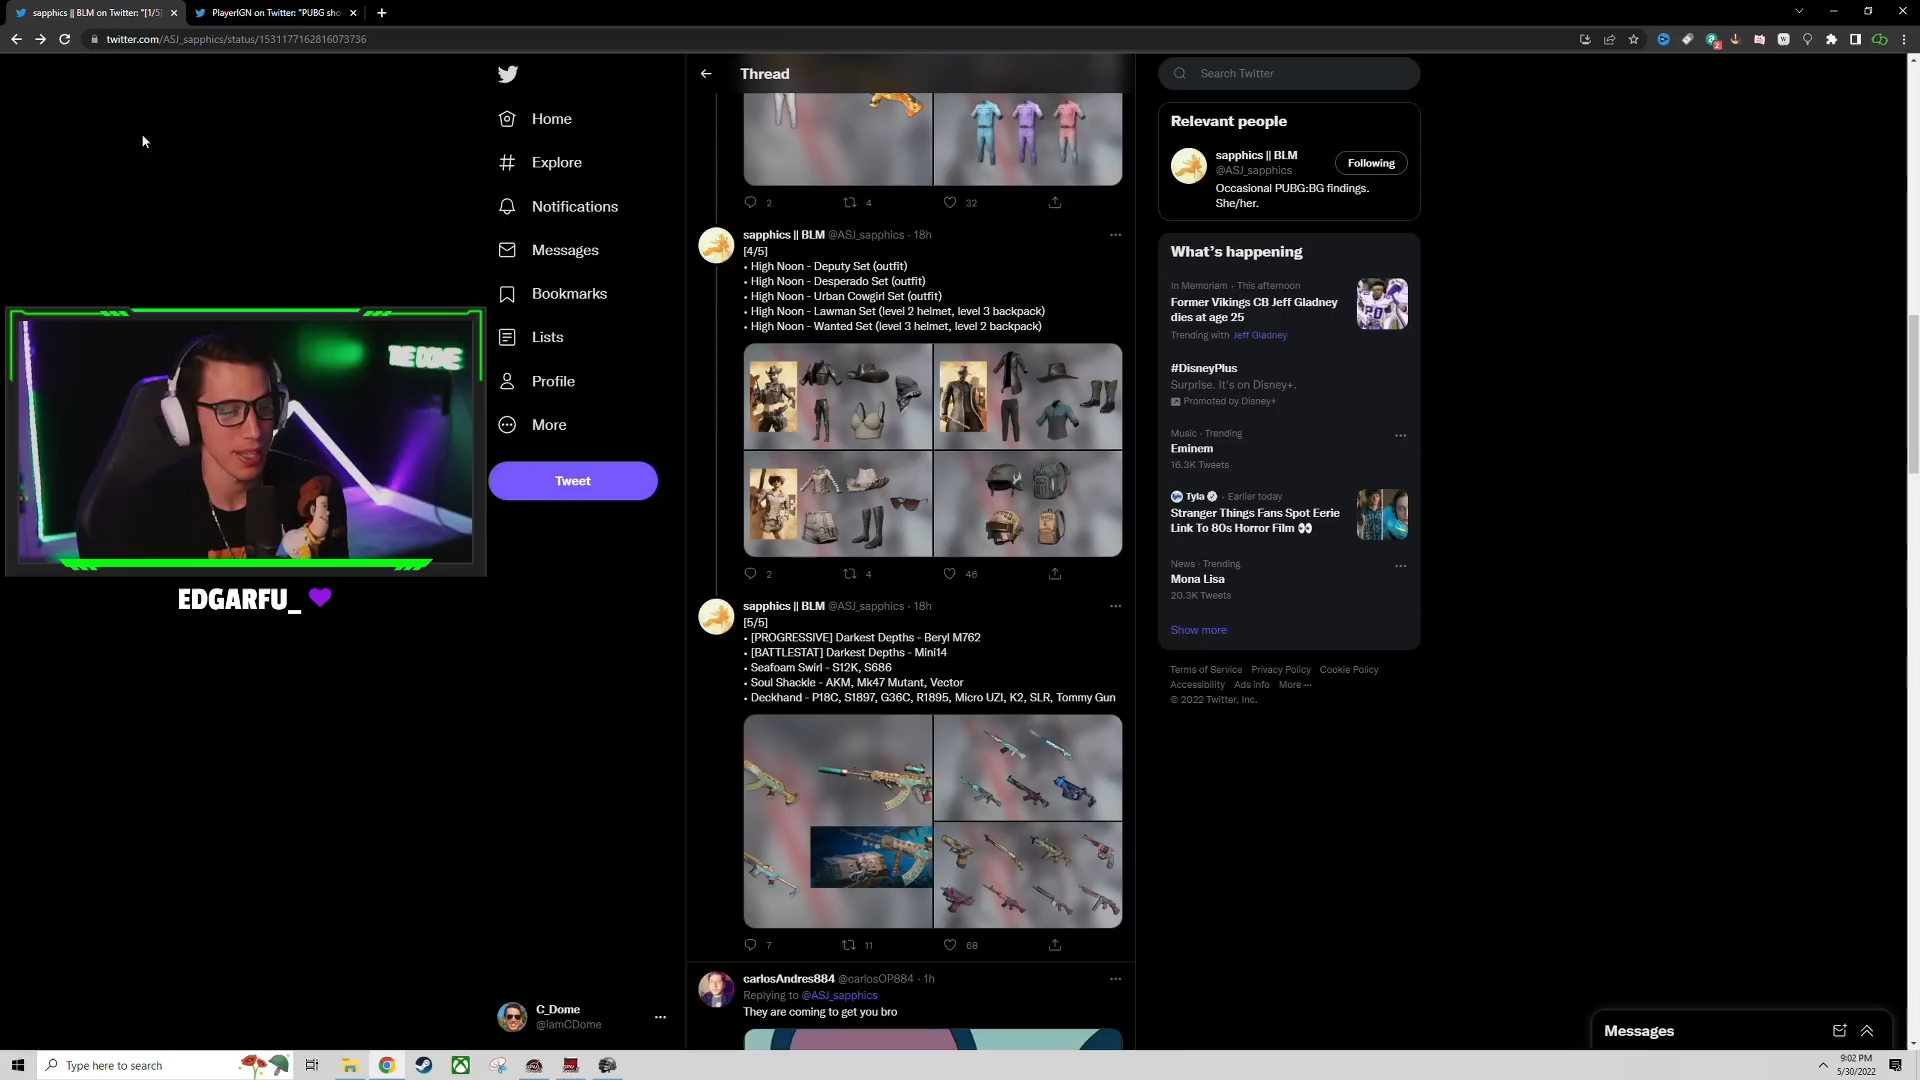 sapphics || BLM on Twitter: "[1/5]
PlayerIGN on Twitter: "PUBG sho
twitter.com/ASJ_sapphics/status/1531177162816073736
Thread
Search Twitter
Home
Explore
Notifications
Messages
Bookmarks
Lists
Profile
More
Tweet
C_Dome
@iamCDome
2
4
32
sapphics || BLM @ASJ_sapphics · 18h
[4/5]
• High Noon - Deputy Set (outfit)
• High Noon - Desperado Set (outfit)
• High Noon - Urban Cowgirl Set (outfit)
• High Noon - Lawman Set (level 2 helmet, level 3 backpack)
• High Noon - Wanted Set (level 3 helmet, level 2 backpack)
2
4
46
sapphics || BLM @ASJ_sapphics · 18h
[5/5]
• [PROGRESSIVE] Darkest Depths - Beryl M762
• [BATTLESTAT] Darkest Depths - Mini14
• Seafoam Swirl - S12K, S686
• Soul Shackle - AKM, Mk47 Mutant, Vector
• Deckhand - P18C, S1897, G36C, R1895, Micro UZI, K2, SLR, Tommy Gun
7
11
68
carlosAndres884 @carlosOP884 · 1h
Replying to @ASJ_sapphics
They are coming to get you bro
Relevant people
sapphics || BLM
@ASJ_sapphics
Following
Occasional PUBG:BG findings.
She/her.
What's happening
In Memoriam · This afternoon
Former Vikings CB Jeff Gladney
dies at age 25
Trending with Jeff Gladney
#DisneyPlus
Surprise. It's on Disney+.
Promoted by Disney+
Music · Trending
Eminem
16.3K Tweets
Tyla · Earlier today
Stranger Things Fans Spot Eerie
Link To 80s Horror Film 👀
News · Trending
Mona Lisa
20.3K Tweets
Show more
Terms of Service Privacy Policy Cookie Policy
Accessibility Ads info More ···
© 2022 Twitter, Inc.
Messages
THE DOME
EDGARFU_ 💜
Type here to search
9:02 PM
5/30/2022